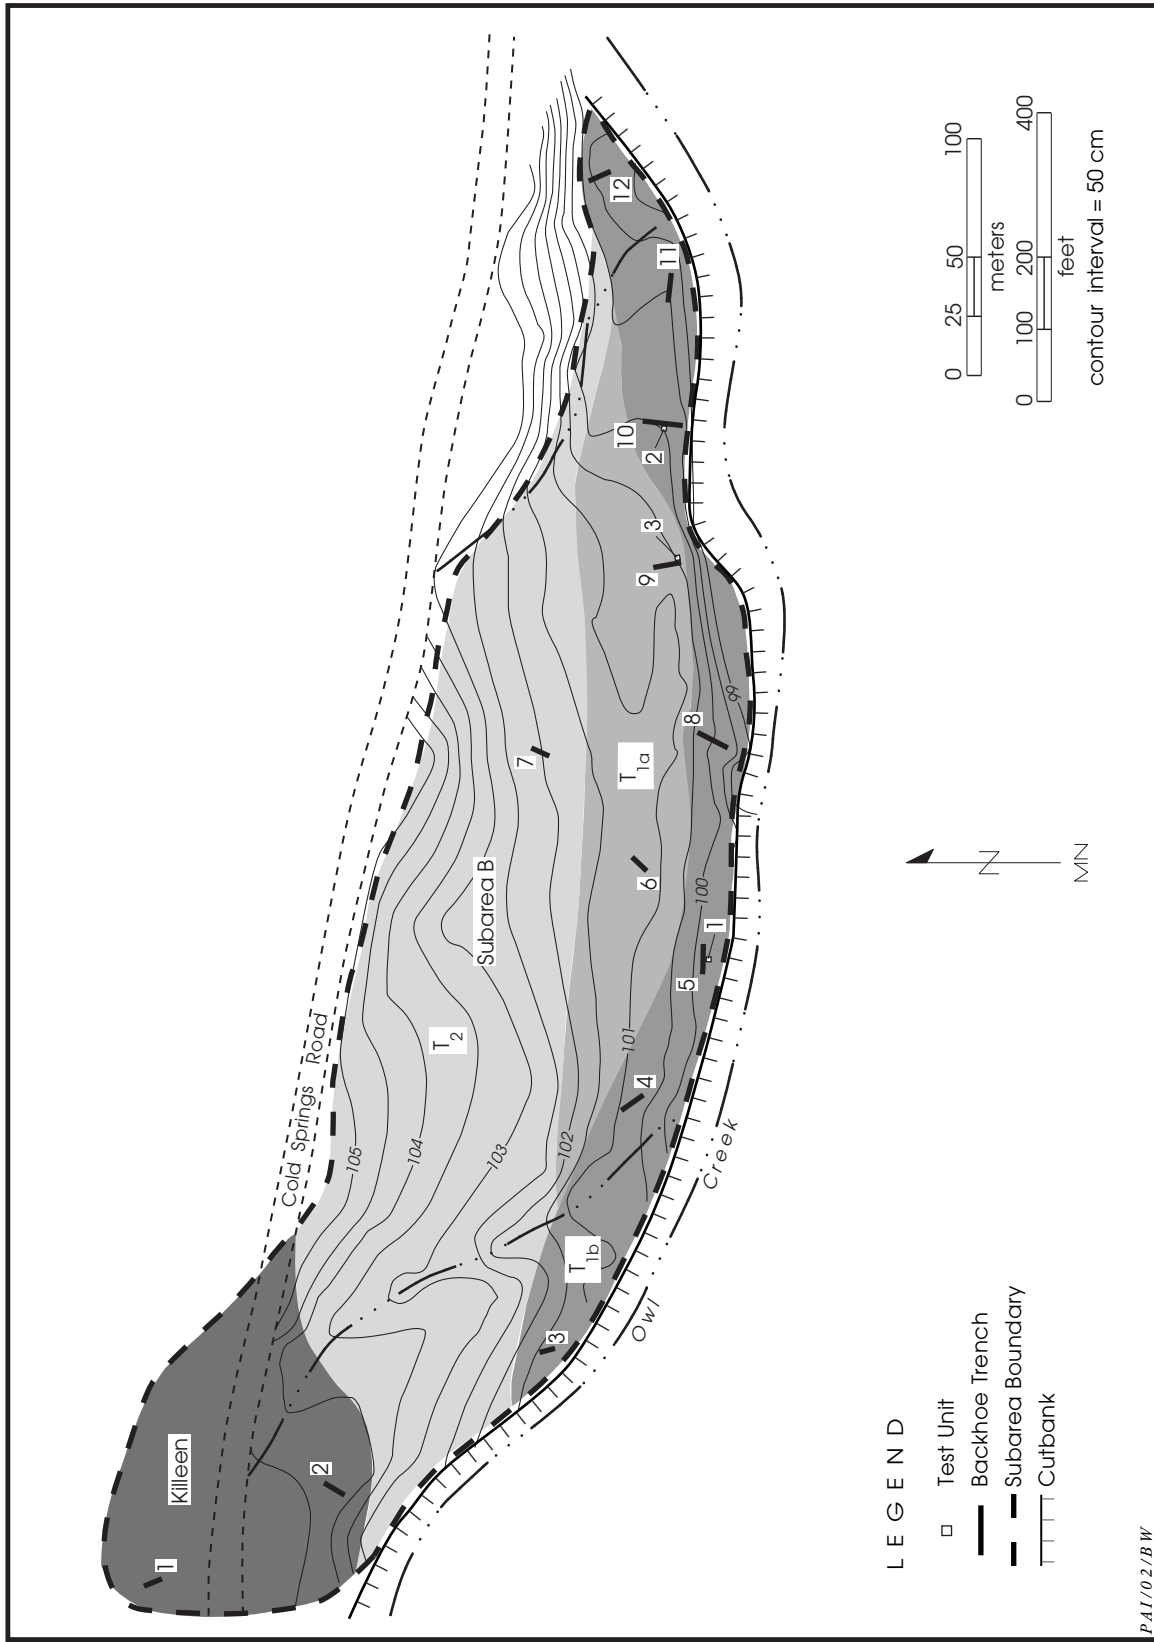 Cold Springs Road
Killeen
1
2
105
104
103
102
101
100
99
T2
Subarea B
T1a
T1b
3
4
5
1
6
7
8
9
3
10
2
11
12
Owl Creek
LEGEND
Test Unit
Backhoe Trench
Subarea Boundary
Cutbank
N
MN
0 25 50 100
meters
0 100 200 400
feet
contour interval = 50 cm
PAI/02/BW